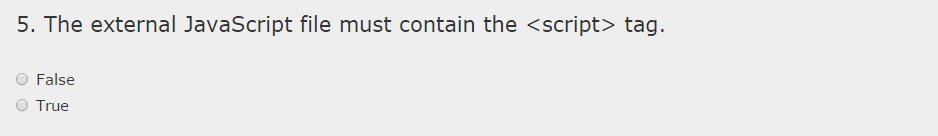 5. The external JavaScript file must contain the <script> tag.
False
True